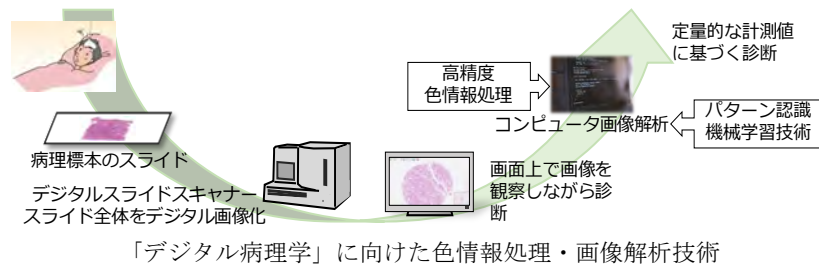 定量的な計測値
に基づく診断
高精度
色情報処理
コンピュータ画像解析
パターン認識
機械学習技術
病理標本のスライド
デジタルスライドスキャナー
スライド全体をデジタル画像化
画面上で画像を
観察しながら診
断
「デジタル病理学」に向けた色情報処理・画像解析技術